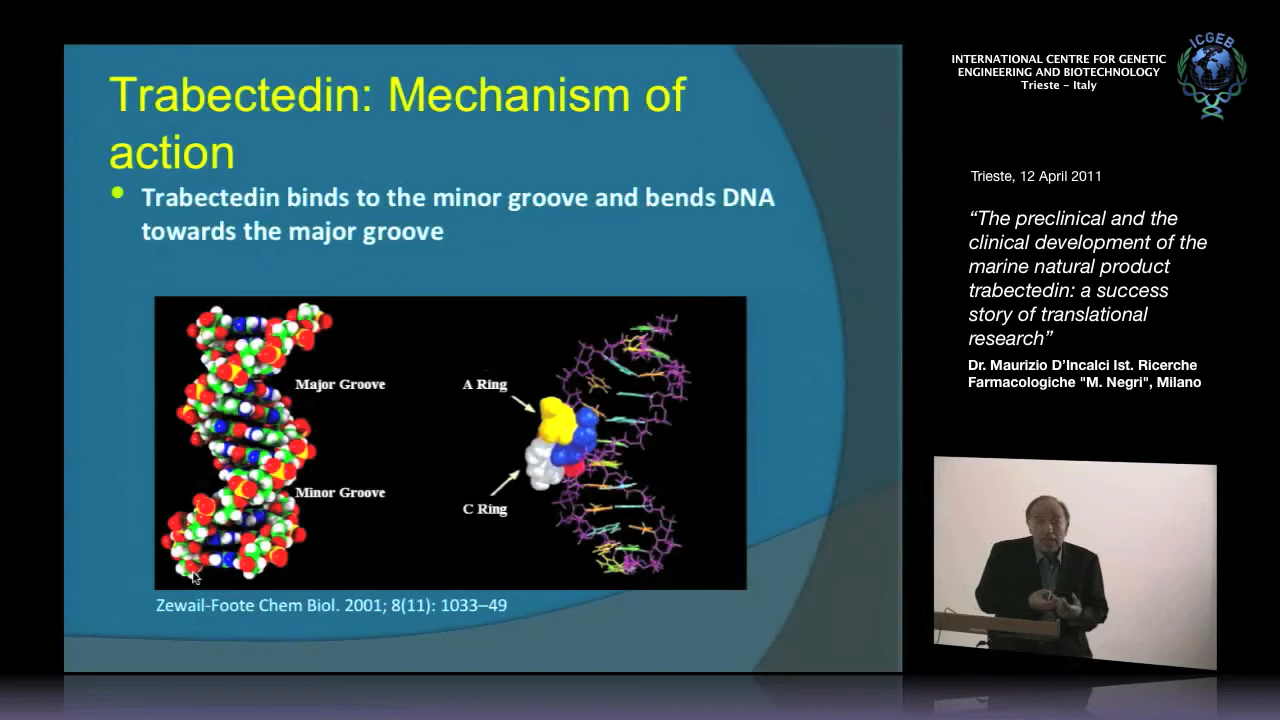 Trabectedin: Mechanism of
action
• Trabectedin binds to the minor groove and bends DNA
towards the major groove
Major Groove
Minor Groove
A Ring
C Ring
Zewail-Foote Chem Biol. 2001; 8(11): 1033–49
INTERNATIONAL CENTRE FOR GENETIC
ENGINEERING AND BIOTECHNOLOGY
Trieste - Italy
ICGEB
Trieste, 12 April 2011
“The preclinical and the
clinical development of the
marine natural product
trabectedin: a success
story of translational
research”
Dr. Maurizio D'Incalci Ist. Ricerche
Farmacologiche "M. Negri", Milano